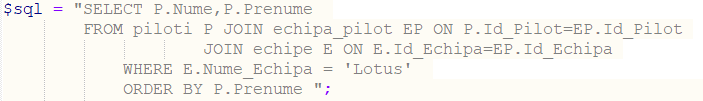 $sql = "SELECT P.Nume,P.Prenume
FROM piloti P JOIN echipa_pilot EP ON P.Id_Pilot=EP.Id_Pilot
JOIN echipe E ON E.Id_Echipa=EP.Id_Echipa
WHERE E.Nume_Echipa = 'Lotus'
ORDER BY P.Prenume ";